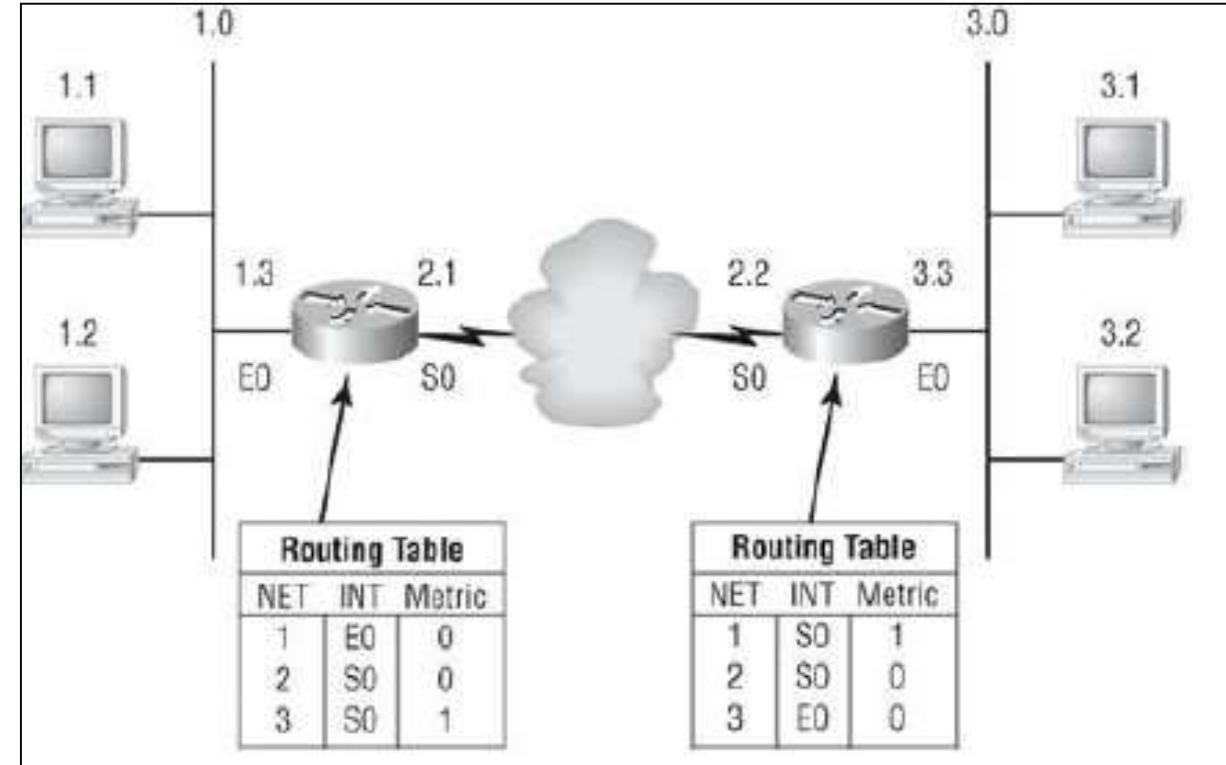 1.0
3.0
1.1
3.1
1.3
2.1
2.2
3.3
1.2
3.2
E0
S0
S0
E0
Routing Table
NET INT Metric
1 E0 0
2 S0 0
3 S0 1
Routing Table
NET INT Metric
1 S0 1
2 S0 0
3 E0 0